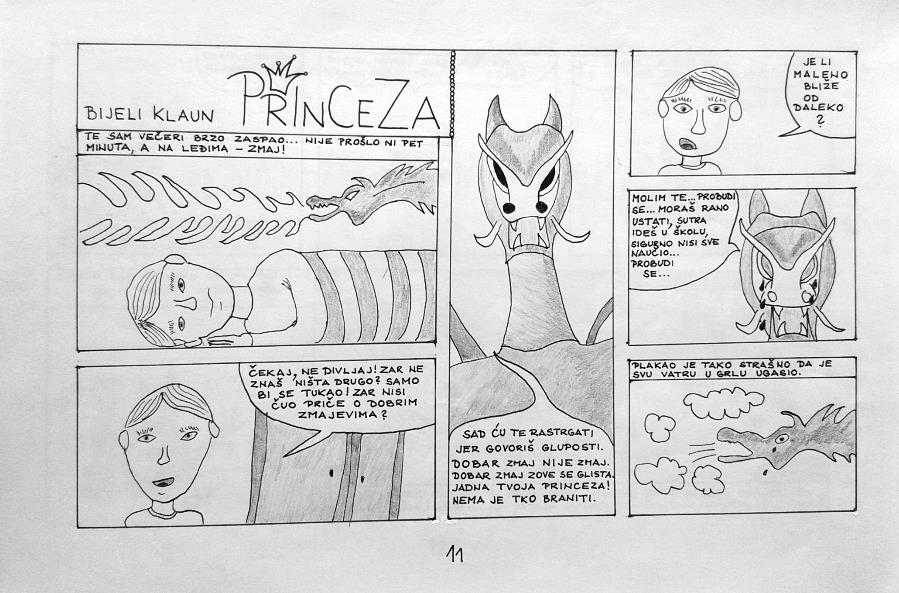 BIJELI KLAUN PRINCEZA
TE SAM VEČERI BRZO ZASPAO... NIJE PROŠLO NI PET
MINUTA, A NA LEĐIMA – ZMAJ!
ČEKAJ, NE DIVLJAJ! ZAR NE
ZNAŠ NIŠTA DRUGO? SAMO
BI SE TUKAO! ZAR NISI
ČUO PRIČE O DOBRIM
ZMAJEVIMA?
SAD ĆU TE RASTRGATI
JER GOVORIŠ GLUPOSTI.
DOBAR ZMAJ NIJE ZMAJ.
DOBAR ZMAJ ZOVE SE GLISTA.
JADNA TVOJA PRINCEZA!
NEMA JE TKO BRANITI.
JE LI
MALENO
BLIŽE
OD
DALEKO
?
MOLIM TE... PROBUDI
SE... MORAŠ RANO
USTATI, SUTRA
IDEŠ U ŠKOLU,
SIGURNO NISI SVE
NAUČIO...
PROBUDI
SE...
PLAKAO JE TAKO STRAŠNO DA JE
SVU VATRU U GRLU UGASIO.
11